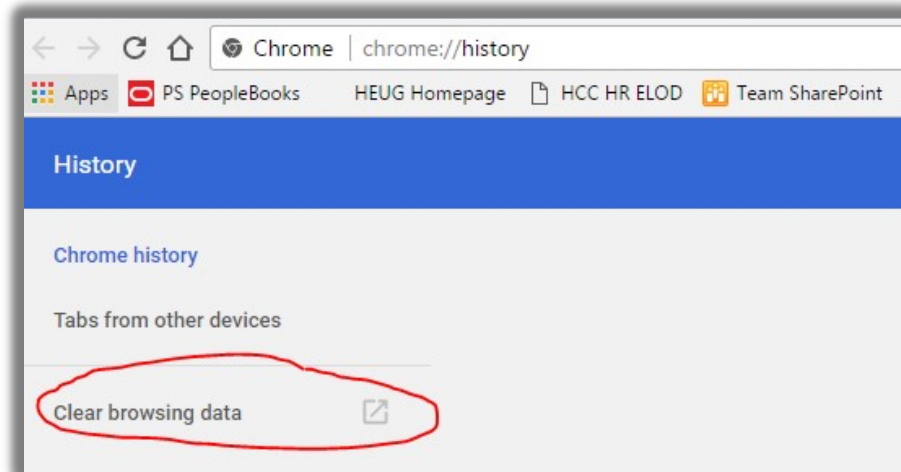 Chrome | chrome://history
Apps PS PeopleBooks HEUG Homepage HCC HR ELOD Team SharePoint
History
Chrome history
Tabs from other devices
Clear browsing data